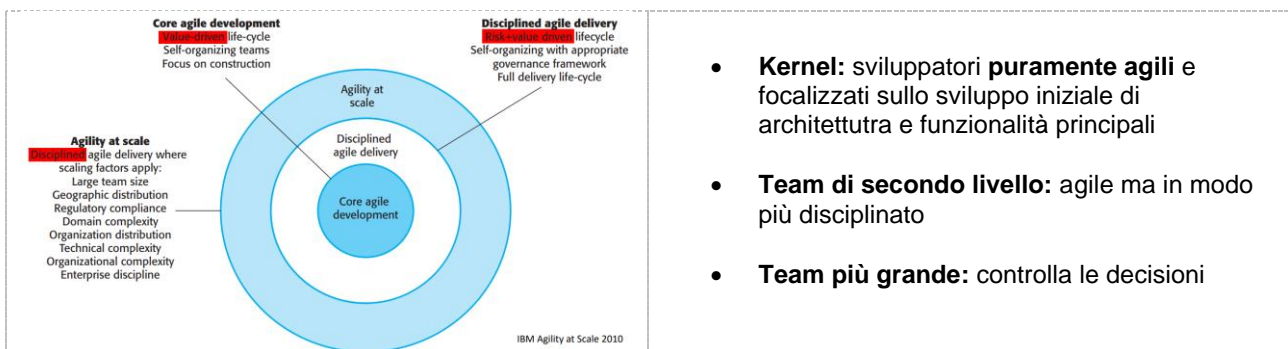 Core agile development
Value-driven life-cycle
Self-organizing teams
Focus on construction
Disciplined agile delivery
Risk+value driven lifecycle
Self-organizing with appropriate
governance framework
Full delivery life-cycle
Agility at
scale
Disciplined
agile delivery
Core agile
development
Agility at scale
Disciplined agile delivery where
scaling factors apply:
Large team size
Geographic distribution
Regulatory compliance
Domain complexity
Organization distribution
Technical complexity
Organizational complexity
Enterprise discipline
IBM Agility at Scale 2010
• Kernel: sviluppatori puramente agili e
focalizzati sullo sviluppo iniziale di
architettutra e funzionalità principali
• Team di secondo livello: agile ma in modo
più disciplinato
• Team più grande: controlla le decisioni